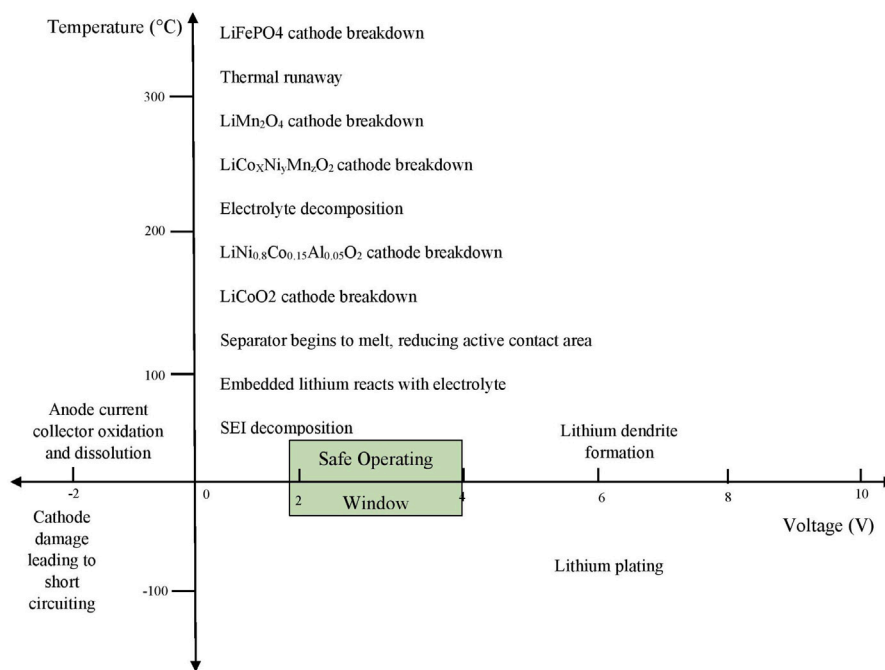 Temperature (°C)
LiFePO4 cathode breakdown
Thermal runaway
300
LiMn₂O₄ cathode breakdown
LiCoₓNiᵧMn_zO₂ cathode breakdown
Electrolyte decomposition
200
LiNi₀.₈Co₀.₁₅Al₀.₀₅O₂ cathode breakdown
LiCoO2 cathode breakdown
Separator begins to melt, reducing active contact area
100
Embedded lithium reacts with electrolyte
Anode current
collector oxidation
and dissolution
SEI decomposition
Lithium dendrite
formation
Safe Operating
Window
-2
0
2
4
6
8
10
Voltage (V)
Cathode
damage
leading to
short
circuiting
Lithium plating
-100